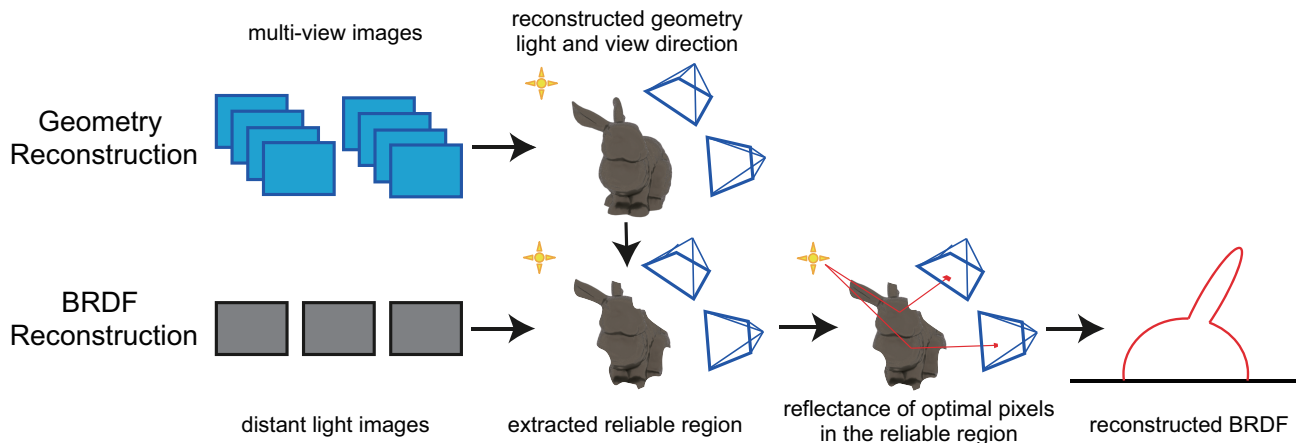 multi-view images
reconstructed geometry
light and view direction
Geometry
Reconstruction
BRDF
Reconstruction
distant light images
extracted reliable region
reflectance of optimal pixels
in the reliable region
reconstructed BRDF